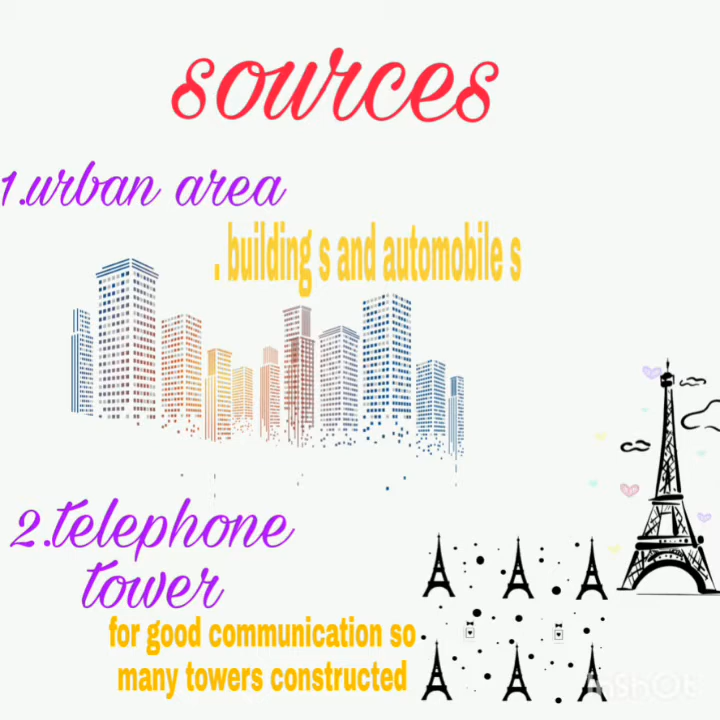 sources
1.urban area
. building s and automobile s
2.telephone
tower
for good communication so
many towers constructed
InShOt